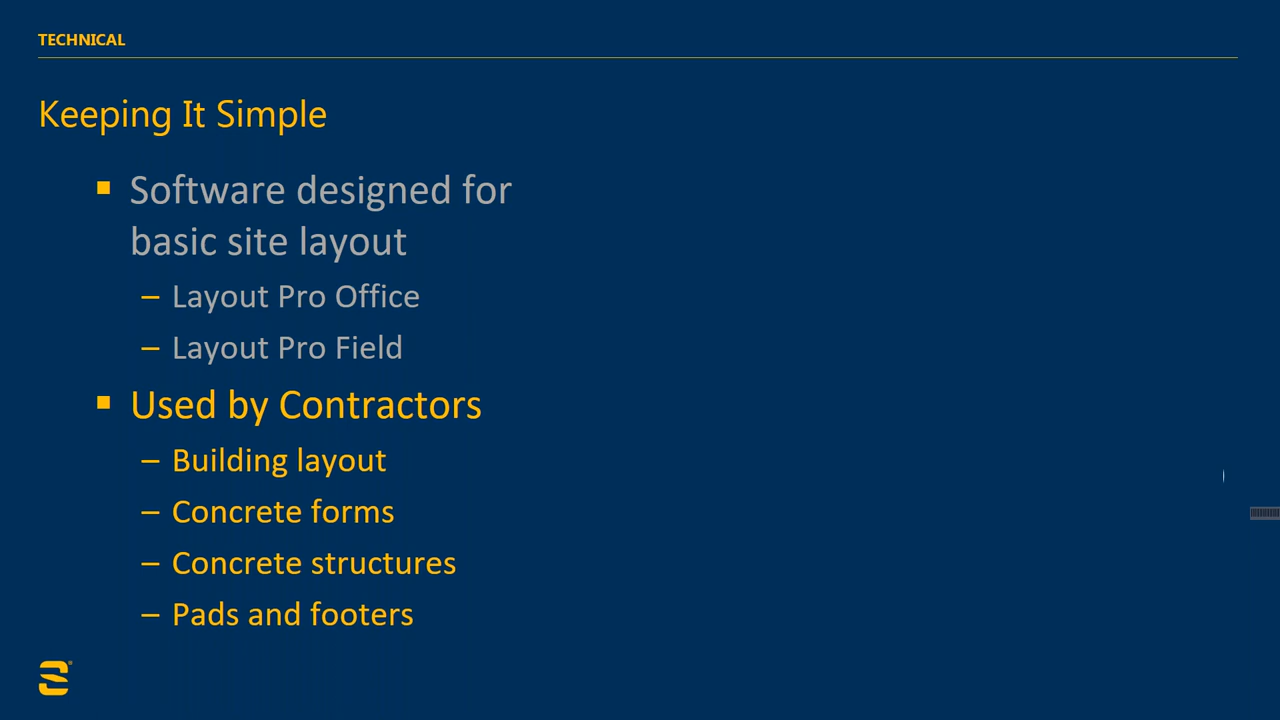 TECHNICAL
Keeping It Simple
Software designed for
basic site layout
– Layout Pro Office
– Layout Pro Field
Used by Contractors
– Building layout
– Concrete forms
– Concrete structures
– Pads and footers